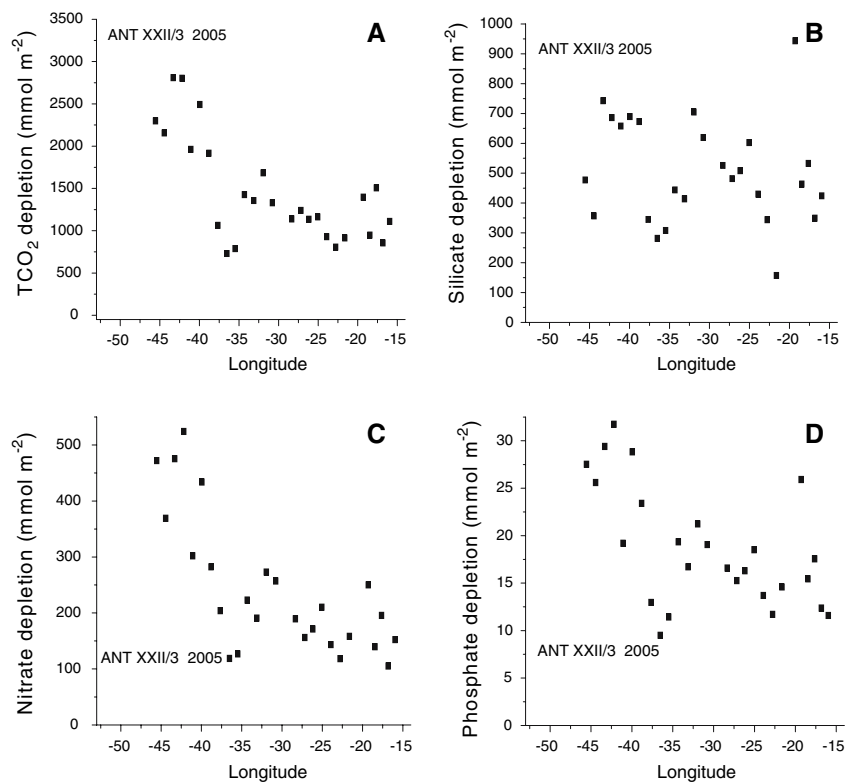 A
ANT XXII/3 2005
TCO₂ depletion (mmol m⁻²)
3500
3000
2500
2000
1500
1000
500
0
-50 -45 -40 -35 -30 -25 -20 -15
Longitude
B
ANT XXII/3 2005
Silicate depletion (mmol m⁻²)
1000
900
800
700
600
500
400
300
200
100
0
-50 -45 -40 -35 -30 -25 -20 -15
Longitude
C
ANT XXII/3 2005
Nitrate depletion (mmol m⁻²)
500
400
300
200
100
0
-50 -45 -40 -35 -30 -25 -20 -15
Longitude
D
ANT XXII/3 2005
Phosphate depletion (mmol m⁻²)
30
25
20
15
10
5
0
-50 -45 -40 -35 -30 -25 -20 -15
Longitude